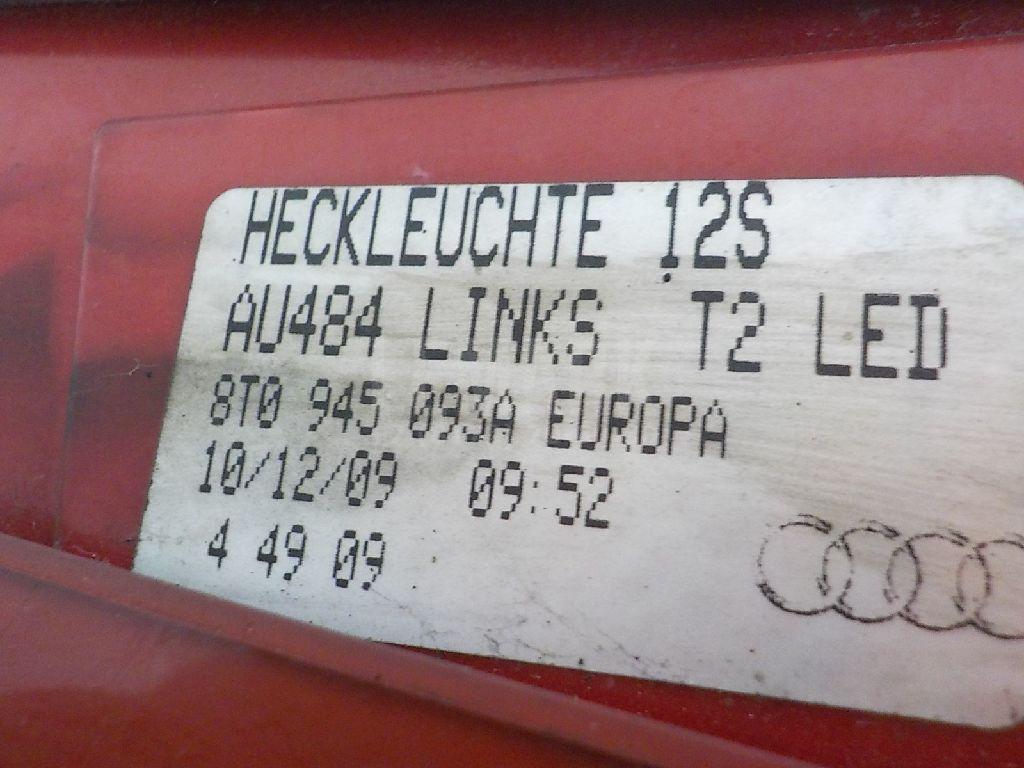 HECKLEUCHTE 12S
AU484 LINKS T2 LED
8T0 945 093A EUROPA
10/12/09 09:52
4 49 09